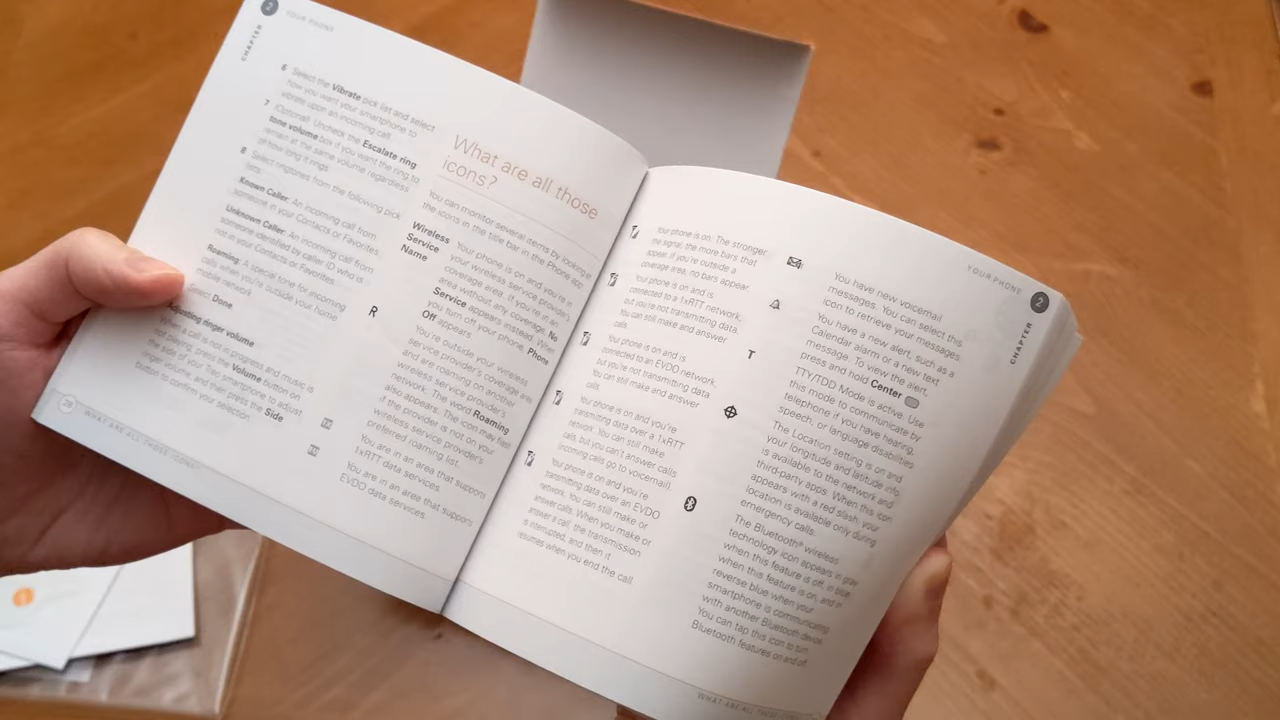 2
YOUR PHONE
CHAPTER
6 Select the Vibrate pick list and select
how you want your smartphone to
vibrate upon an incoming call.
7 (Optional) Uncheck the Escalate ring
tone volume box if you want the ring to
remain at the same volume regardless
of how long it rings.
8 Select ringtones from the following pick
lists:
Known Caller: An incoming call from
someone in your Contacts or Favorites.
Unknown Caller: An incoming call from
someone identified by caller ID who is
not in your Contacts or Favorites.
Roaming: A special tone for incoming
calls when you're outside your home
mobile network.
Select Done.
Adjusting ringer volume
When a call is not in progress and music is
not playing, press the Volume button on
the side of your Treo smartphone to adjust
ringer volume, and then press the Side
button to confirm your selection.
28
WHAT ARE ALL THOSE ICONS?
What are all those
icons?
You can monitor several items by looking at
the icons in the title bar in the Phone app
Wireless
Service
Name
Your phone is on and you're in
your wireless service provider's
coverage area. If you're in an
area without any coverage, No
Service appears instead. When
you turn off your phone, Phone
Off appears.
R
You're outside your wireless
service provider's coverage area
and are roaming on another
wireless service provider's
network. The word Roaming
also appears. The icon may flash
if the provider is not on your
preferred roaming list.
You are in an area that supports
1xRTT data services.
You are in an area that supports
EVDO data services.
Your phone is on. The stronger
the signal, the more bars that
appear. If you're outside a
coverage area, no bars appear.
Your phone is on and is
connected to a 1xRTT network,
but you're not transmitting data.
You can still make and answer
calls.
Your phone is on and is
connected to an EVDO network,
but you're not transmitting data.
You can still make and answer
calls.
Your phone is on and you're
transmitting data over a 1xRTT
network. You can still make
calls, but you can't answer calls
(incoming calls go to voicemail).
Your phone is on and you're
transmitting data over an EVDO
network. You can still make or
answer calls. When you make or
answer a call, the transmission
is interrupted, and then it
resumes when you end the call.
You have new voicemail
messages. You can select this
icon to retrieve your messages.
You have a new alert, such as a
Calendar alarm or a new text
message. To view the alert,
press and hold Center
T
TTY/TDD Mode is active. Use
this mode to communicate by
telephone if you have hearing,
speech, or language disabilities.
The Location setting is on and
your longitude and latitude info
is available to the network and
third-party apps. When this icon
appears with a red slash, your
location is available only during
emergency calls.
The Bluetooth® wireless
technology icon appears in gray
when this feature is off, in blue
when this feature is on, and in
reverse blue when your
smartphone is communicating
with another Bluetooth device.
You can tap this icon to turn
Bluetooth features on and off.
YOUR PHONE
2
CHAPTER
WHAT ARE ALL THOSE